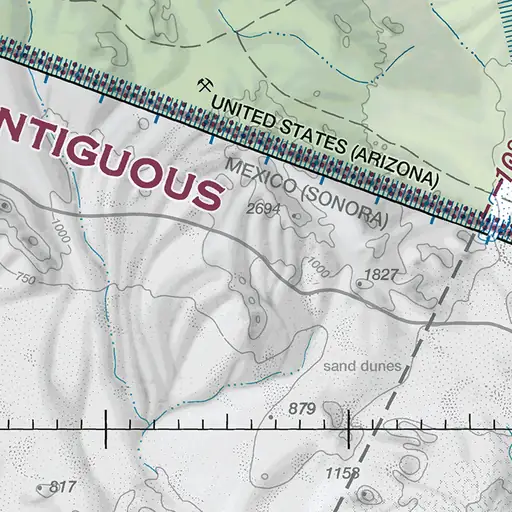 UNITED STATES (ARIZONA)
NTIGUOUS
MEXICO (SONORA)
2694
1000
1000
1827
750
sand dunes
879
1158
817